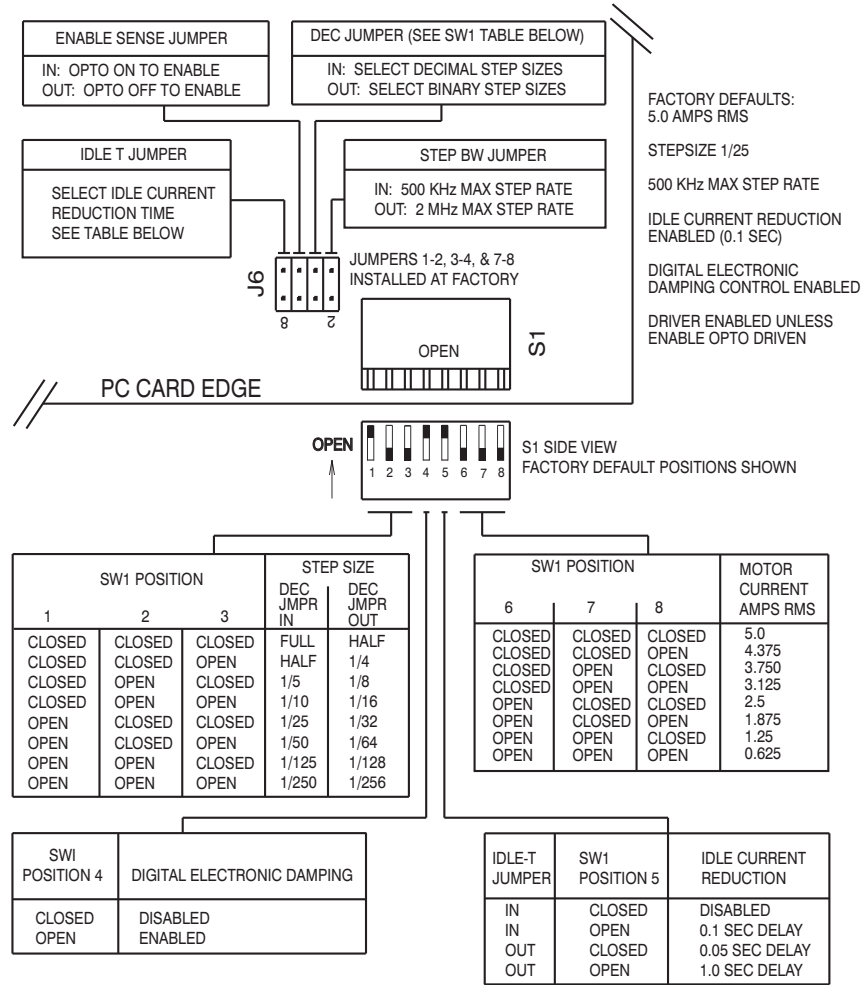 ENABLE SENSE JUMPER
IN: OPTO ON TO ENABLE
OUT: OPTO OFF TO ENABLE
DEC JUMPER (SEE SW1 TABLE BELOW)
IN: SELECT DECIMAL STEP SIZES
OUT: SELECT BINARY STEP SIZES
IDLE T JUMPER
SELECT IDLE CURRENT
REDUCTION TIME
SEE TABLE BELOW
STEP BW JUMPER
IN: 500 KHz MAX STEP RATE
OUT: 2 MHz MAX STEP RATE
FACTORY DEFAULTS:
5.0 AMPS RMS
STEPSIZE 1/25
500 KHz MAX STEP RATE
IDLE CURRENT REDUCTION
ENABLED (0.1 SEC)
DIGITAL ELECTRONIC
DAMPING CONTROL ENABLED
DRIVER ENABLED UNLESS
ENABLE OPTO DRIVEN
J6
8 2
JUMPERS 1-2, 3-4, & 7-8
INSTALLED AT FACTORY
OPEN
S1
PC CARD EDGE
OPEN
1 2 3 4 5 6 7 8
S1 SIDE VIEW
FACTORY DEFAULT POSITIONS SHOWN
SW1 POSITION STEP SIZE
1 2 3 DEC JMPR IN DEC JMPR OUT
CLOSED CLOSED CLOSED FULL HALF
CLOSED CLOSED OPEN HALF 1/4
CLOSED OPEN CLOSED 1/5 1/8
CLOSED OPEN OPEN 1/10 1/16
OPEN CLOSED CLOSED 1/25 1/32
OPEN CLOSED OPEN 1/50 1/64
OPEN OPEN CLOSED 1/125 1/128
OPEN OPEN OPEN 1/250 1/256
SW1 POSITION MOTOR CURRENT AMPS RMS
6 7 8
CLOSED CLOSED CLOSED 5.0
CLOSED CLOSED OPEN 4.375
CLOSED OPEN CLOSED 3.750
CLOSED OPEN OPEN 3.125
OPEN CLOSED CLOSED 2.5
OPEN CLOSED OPEN 1.875
OPEN OPEN CLOSED 1.25
OPEN OPEN OPEN 0.625
SWI
POSITION 4 DIGITAL ELECTRONIC DAMPING
CLOSED DISABLED
OPEN ENABLED
IDLE-T SW1 IDLE CURRENT
JUMPER POSITION 5 REDUCTION
IN CLOSED DISABLED
IN OPEN 0.1 SEC DELAY
OUT CLOSED 0.05 SEC DELAY
OUT OPEN 1.0 SEC DELAY